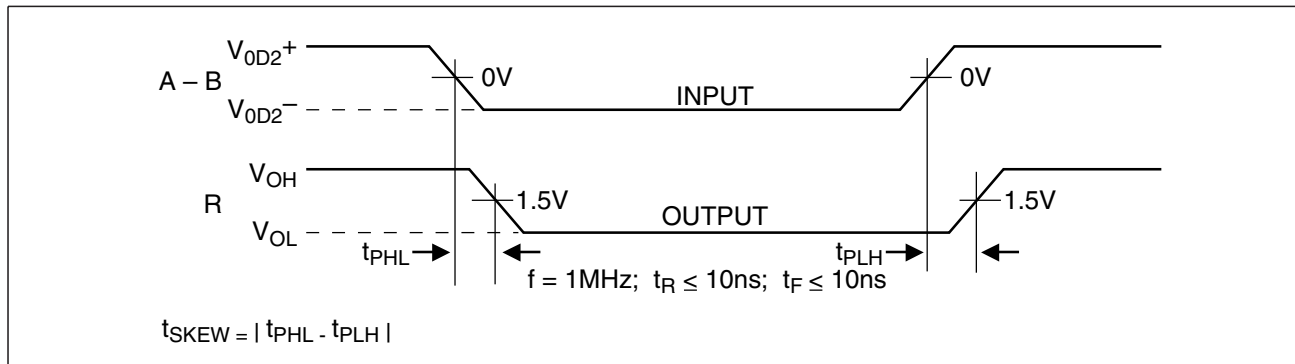 V0D2+
A – B
0V
0V
INPUT
V0D2–
VOH
R
1.5V
1.5V
OUTPUT
VOL
tPHL
tPLH
f = 1MHz; tR ≤ 10ns; tF ≤ 10ns
tSKEW = | tPHL - tPLH |